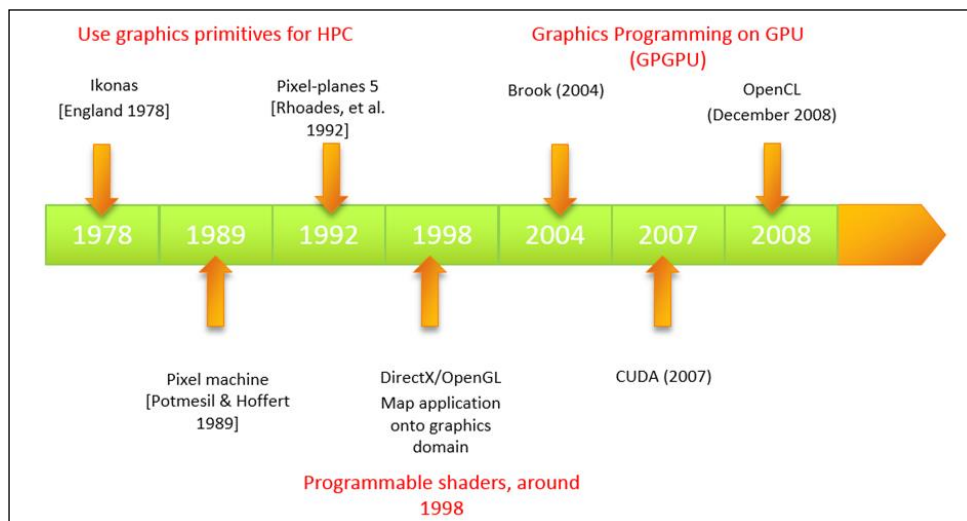 Use graphics primitives for HPC
Graphics Programming on GPU
(GPGPU)
Ikonas
[England 1978]
Pixel-planes 5
[Rhoades, et al.
1992]
Brook (2004)
OpenCL
(December 2008)
1978
1989
1992
1998
2004
2007
2008
Pixel machine
[Potmesil & Hoffert
1989]
DirectX/OpenGL
Map application
onto graphics
domain
CUDA (2007)
Programmable shaders, around
1998